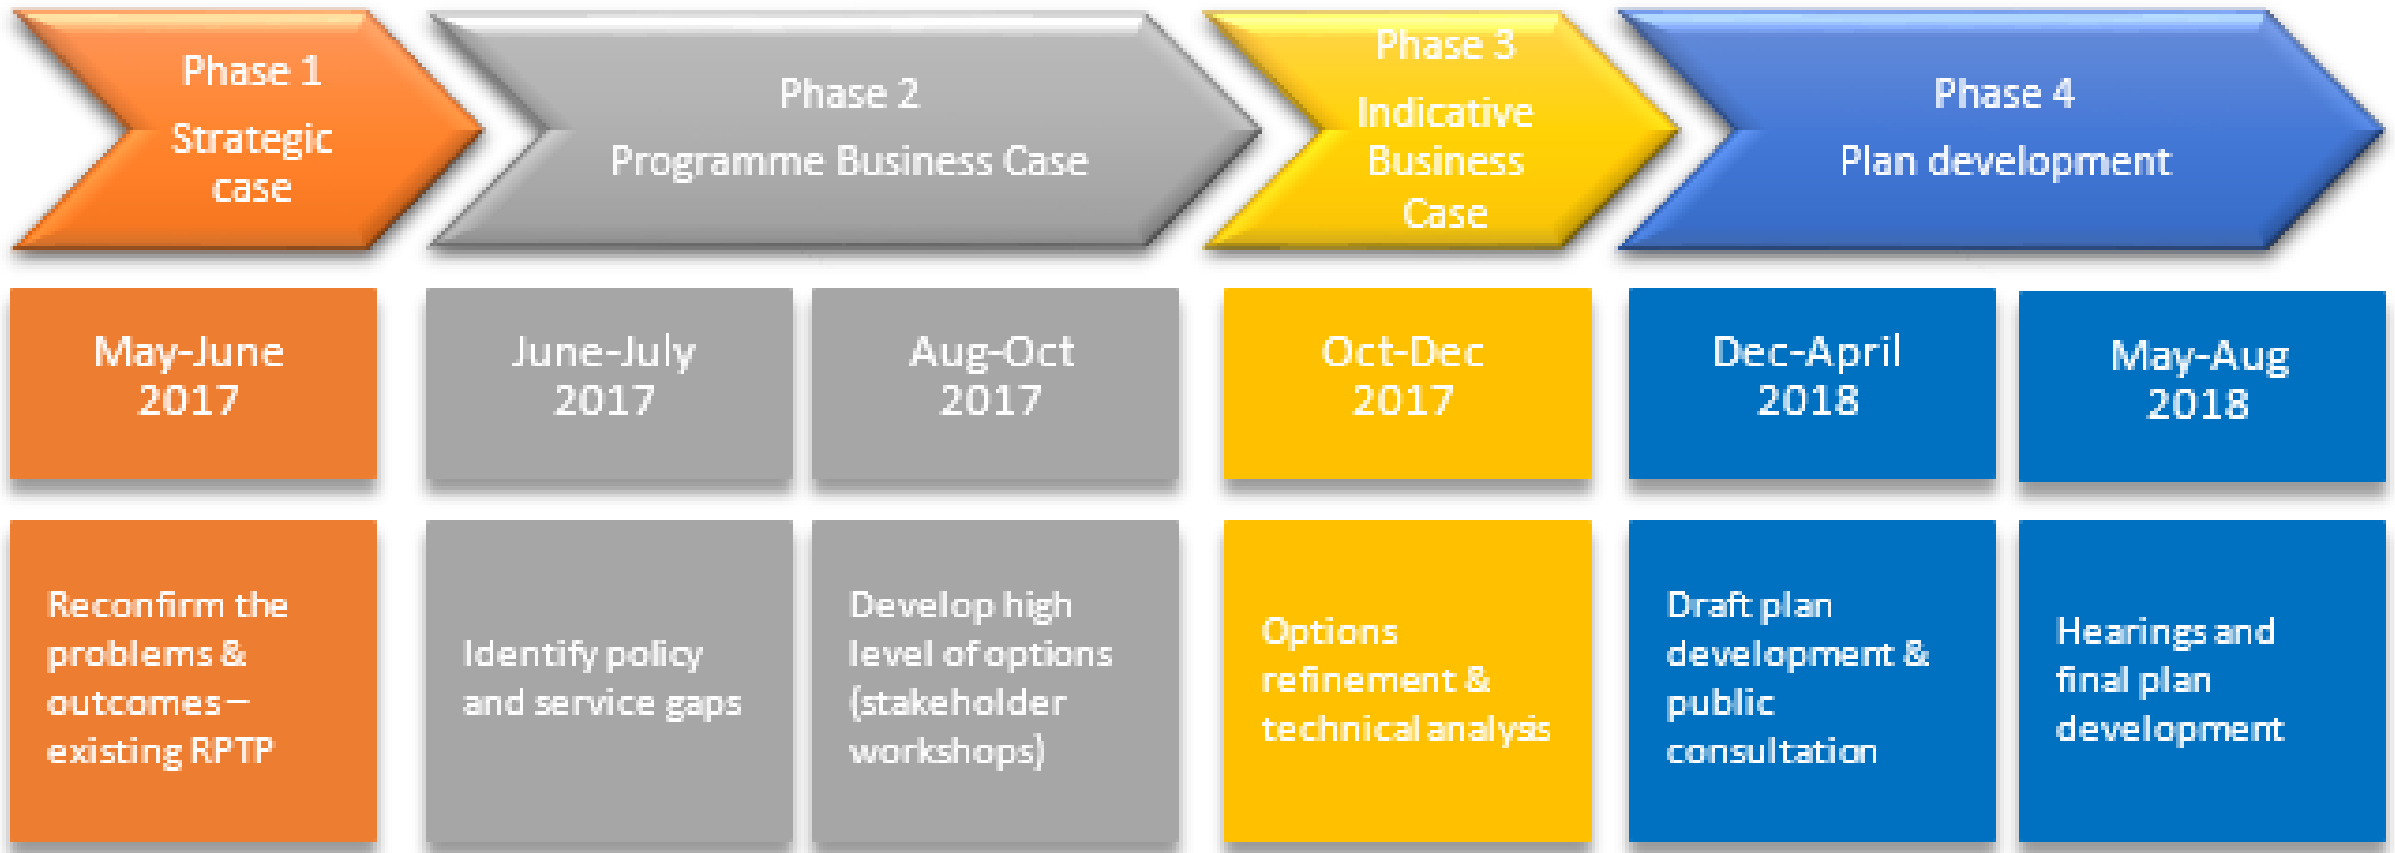 Phase 1
Strategic
case
Phase 2
Programme Business Case
Phase 3
Indicative
Business
Case
Phase 4
Plan development
May-June
2017
June-July
2017
Aug-Oct
2017
Oct-Dec
2017
Dec-April
2018
May-Aug
2018
Reconfirm the
problems &
outcomes –
existing RPTP
Identify policy
and service gaps
Develop high
level of options
(stakeholder
workshops)
Options
refinement &
technical analysis
Draft plan
development &
public
consultation
Hearings and
final plan
development